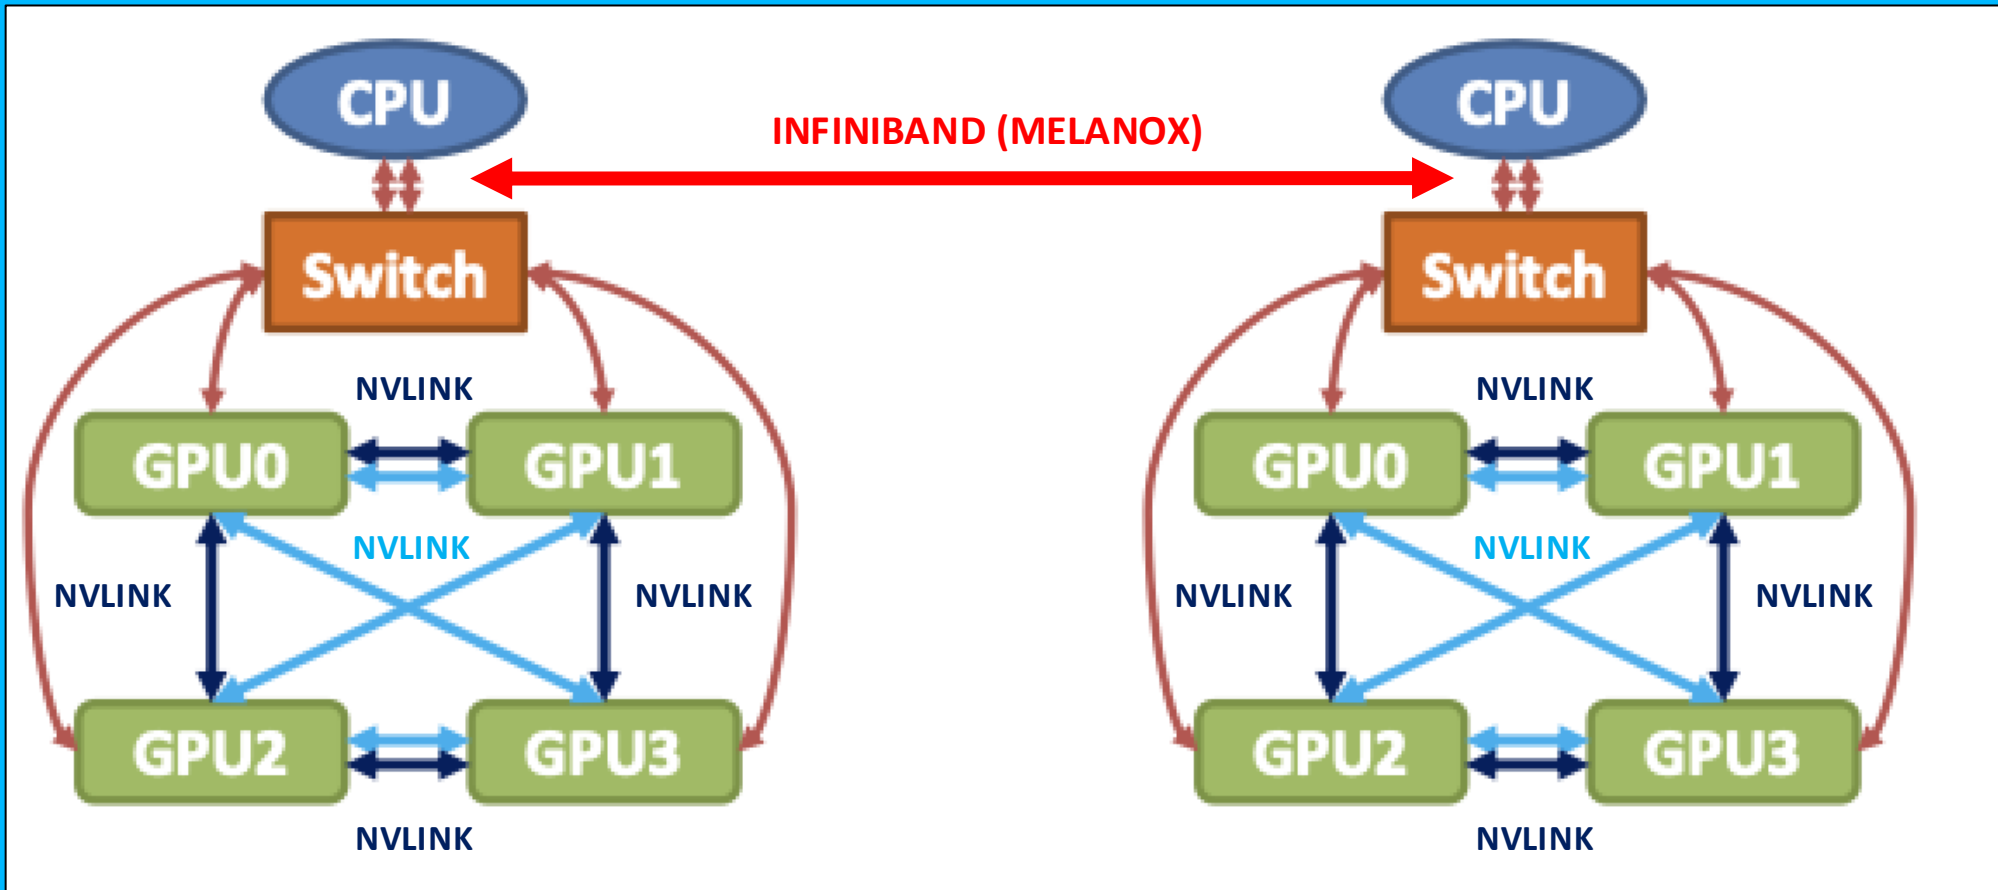 CPU
INFINIBAND (MELANOX)
CPU
Switch
Switch
NVLINK
NVLINK
GPU0
GPU1
GPU0
GPU1
NVLINK
NVLINK
NVLINK
NVLINK
NVLINK
NVLINK
GPU2
GPU3
GPU2
GPU3
NVLINK
NVLINK